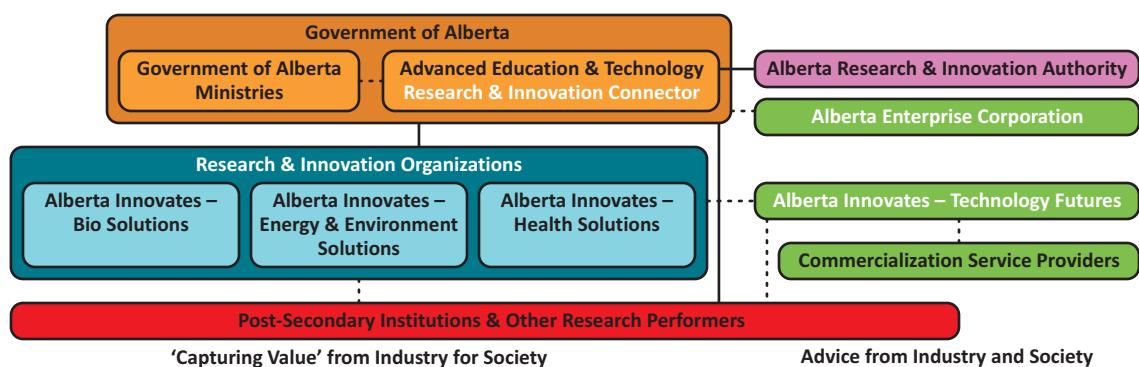 Government of Alberta
Government of Alberta
Ministries
Advanced Education & Technology
Research & Innovation Connector
Alberta Research & Innovation Authority
Alberta Enterprise Corporation
Research & Innovation Organizations
Alberta Innovates –
Bio Solutions
Alberta Innovates –
Energy & Environment
Solutions
Alberta Innovates –
Health Solutions
Alberta Innovates – Technology Futures
Commercialization Service Providers
Post-Secondary Institutions & Other Research Performers
‘Capturing Value’ from Industry for Society
Advice from Industry and Society